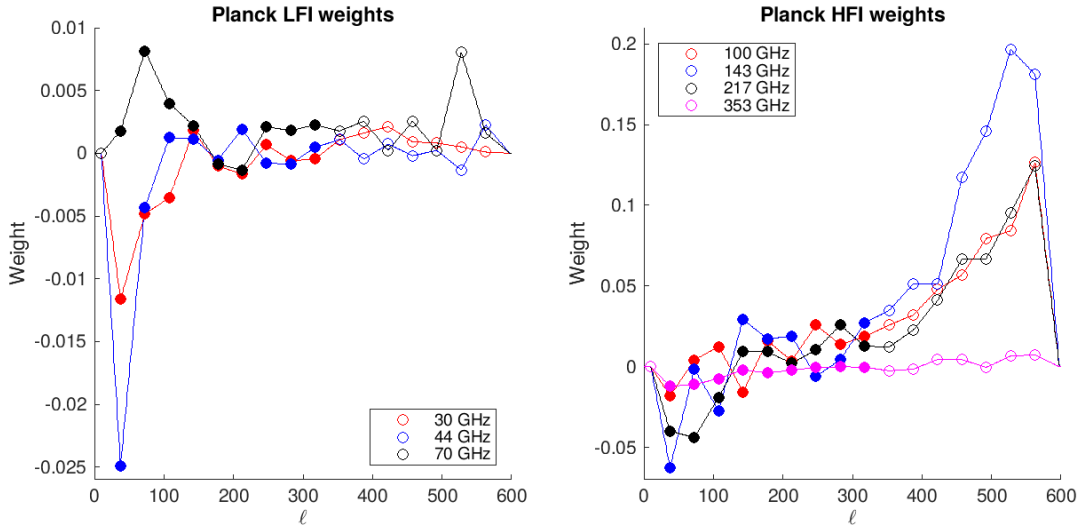 Planck LFI weights
0.01
0.005
0
-0.005
-0.01
-0.015
-0.02
-0.025
Weight
0 100 200 300 400 500 600
ℓ
30 GHz
44 GHz
70 GHz
Planck HFI weights
0.2
0.15
0.1
0.05
0
-0.05
Weight
0 100 200 300 400 500 600
ℓ
100 GHz
143 GHz
217 GHz
353 GHz